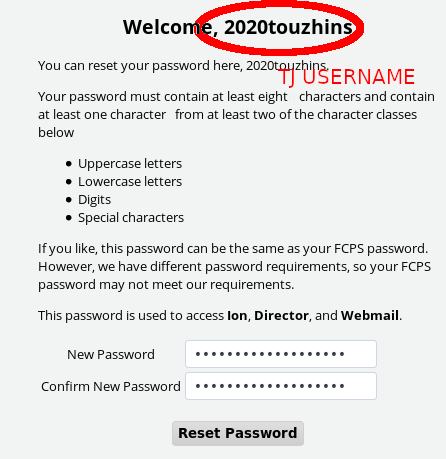 Welcome, 2020touzhins
You can reset your password here, 2020touzhins.
TJ USERNAME
Your password must contain at least eight characters and contain
at least one character from at least two of the character classes
below
Uppercase letters
Lowercase letters
Digits
Special characters
If you like, this password can be the same as your FCPS password.
However, we have different password requirements, so your FCPS
password may not meet our requirements.
This password is used to access Ion, Director, and Webmail.
New Password
Confirm New Password
Reset Password